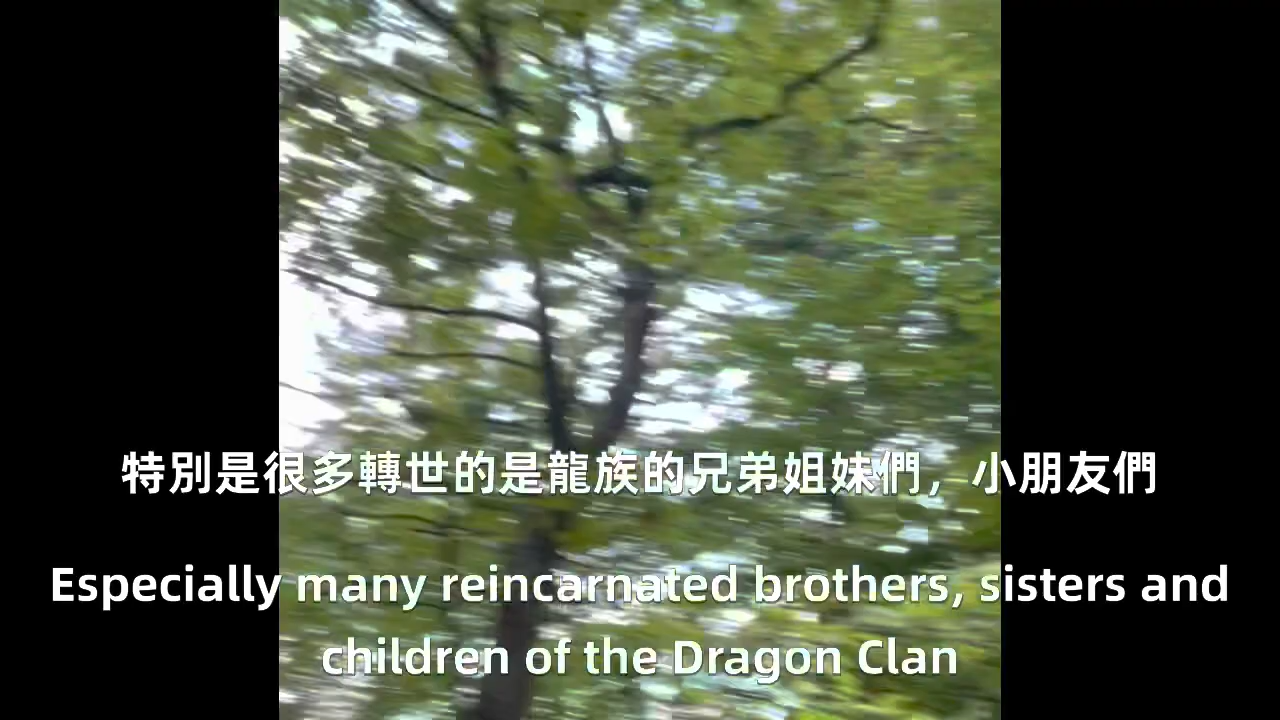 特別是很多轉世的是龍族的兄弟姐妹們，小朋友們
Especially many reincarnated brothers, sisters and
children of the Dragon Clan